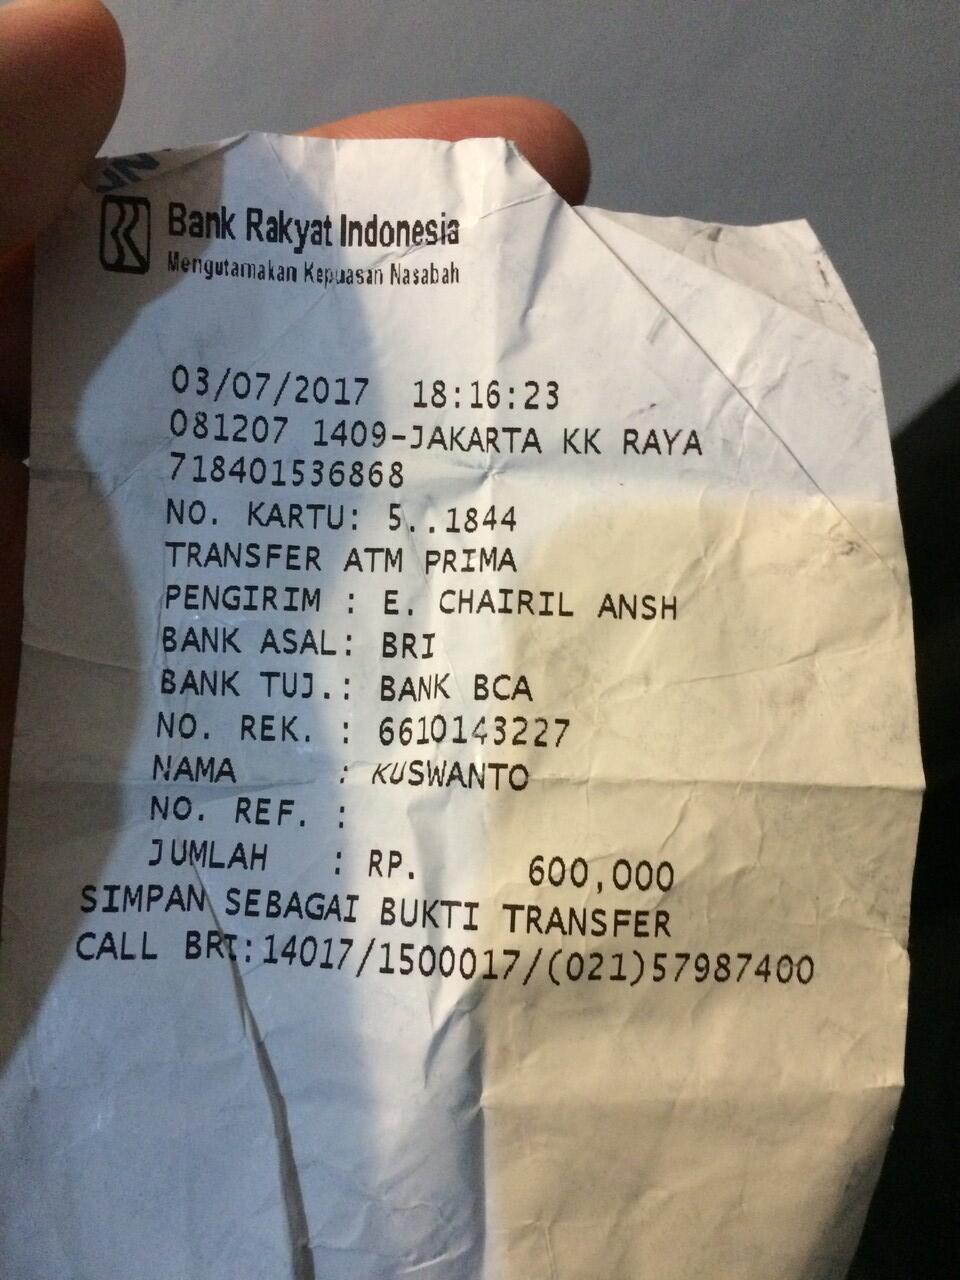 Bank Rakyat Indonesia
Mengutamakan Kepuasan Nasabah
03/07/2017 18:16:23
081207 1409-JAKARTA KK RAYA
718401536868
NO. KARTU: 5..1844
TRANSFER ATM PRIMA
PENGIRIM : E. CHAIRIL ANSH
BANK ASAL: BRI
BANK TUJ.: BANK BCA
NO. REK. : 6610143227
NAMA : KUSWANTO
NO. REF. :
JUMLAH : RP. 600,000
SIMPAN SEBAGAI BUKTI TRANSFER
CALL BRI:14017/1500017/(021)57987400